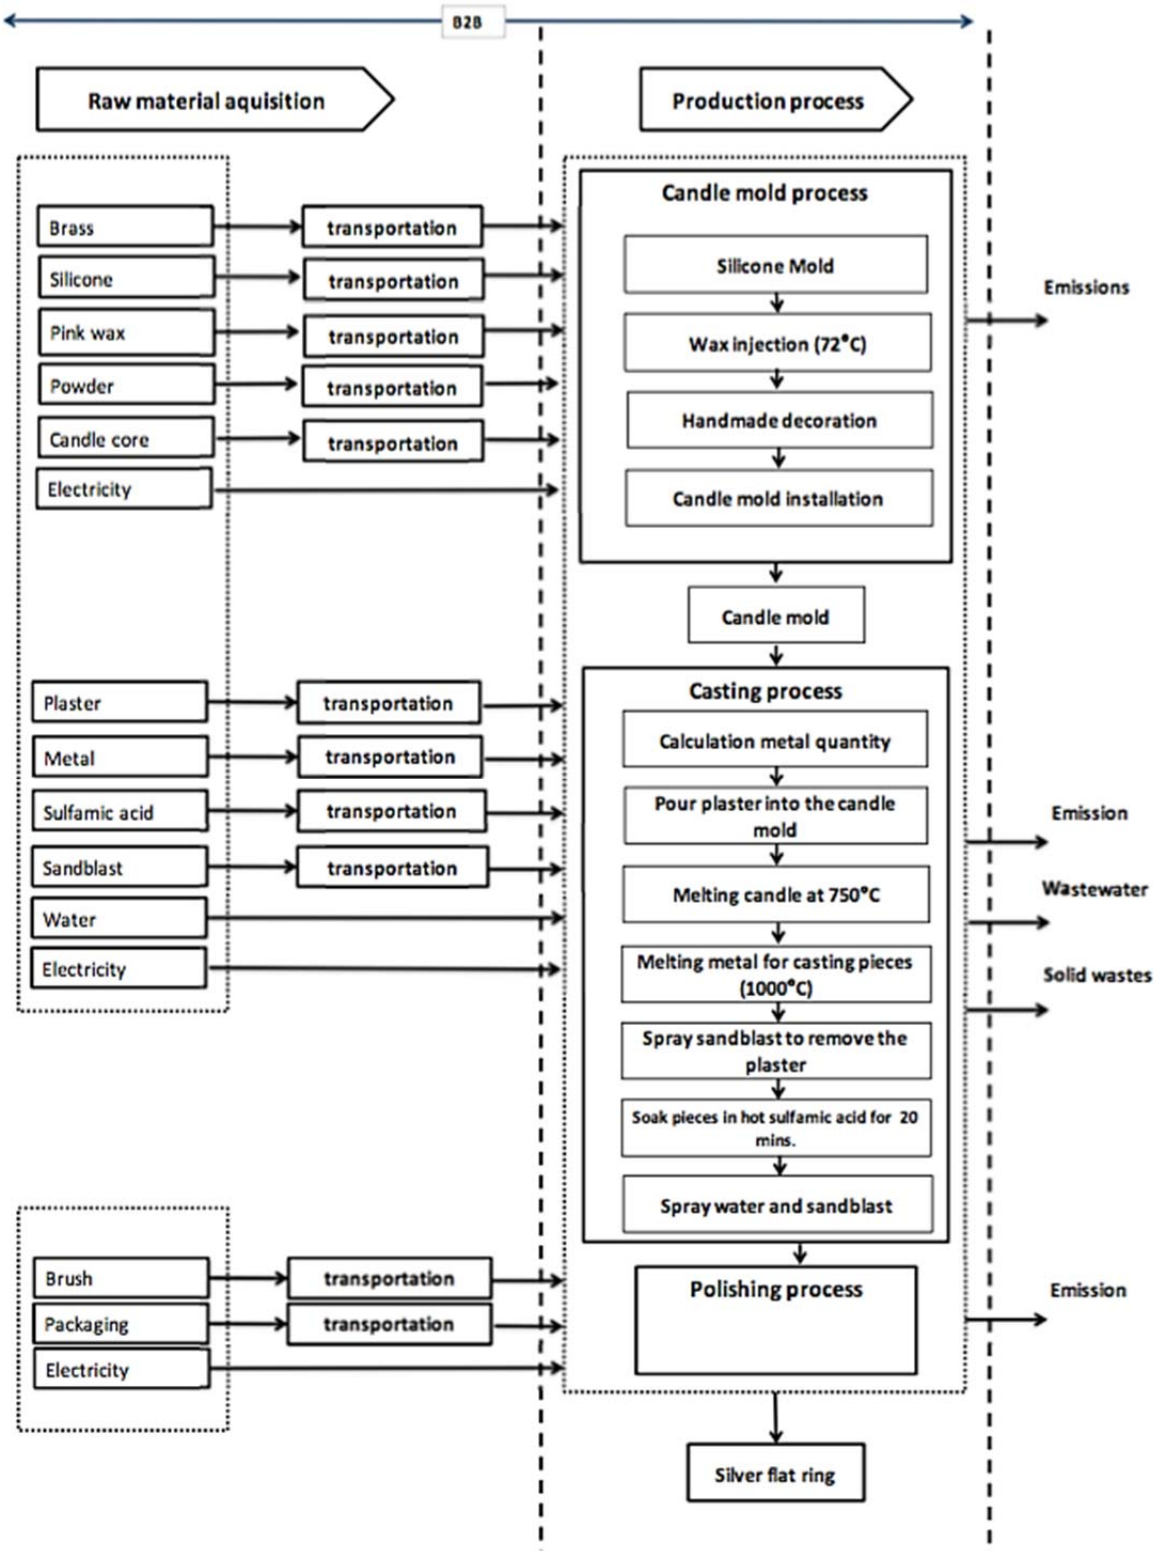 B2B
Raw material aquisition
Production process
Candle mold process
Brass
transportation
Silicone
transportation
Pink wax
transportation
Powder
transportation
Candle core
transportation
Electricity
Silicone Mold
Wax injection (72°C)
Handmade decoration
Candle mold installation
Emissions
Candle mold
Plaster
transportation
Metal
transportation
Sulfamic acid
transportation
Sandblast
transportation
Water
Electricity
Casting process
Calculation metal quantity
Pour plaster into the candle
mold
Melting candle at 750°C
Melting metal for casting pieces
(1000°C)
Spray sandblast to remove the
plaster
Soak pieces in hot sulfamic acid for 20
mins.
Spray water and sandblast
Emission
Wastewater
Solid wastes
Brush
transportation
Packaging
transportation
Electricity
Polishing process
Emission
Silver flat ring